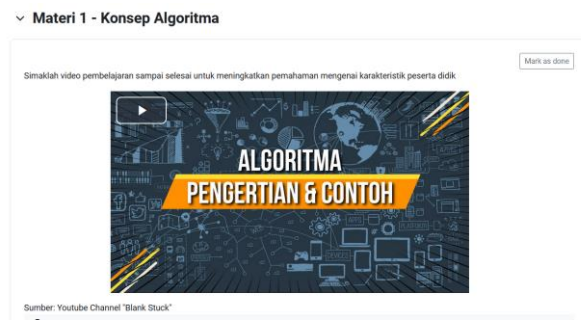 Materi 1 - Konsep Algoritma
Mark as done
Simaklah video pembelajaran sampai selesai untuk meningkatkan pemahaman mengenai karakteristik peserta didik
ALGORITMA
PENGERTIAN & CONTOH
Sumber: Youtube Channel "Blank Stuck"